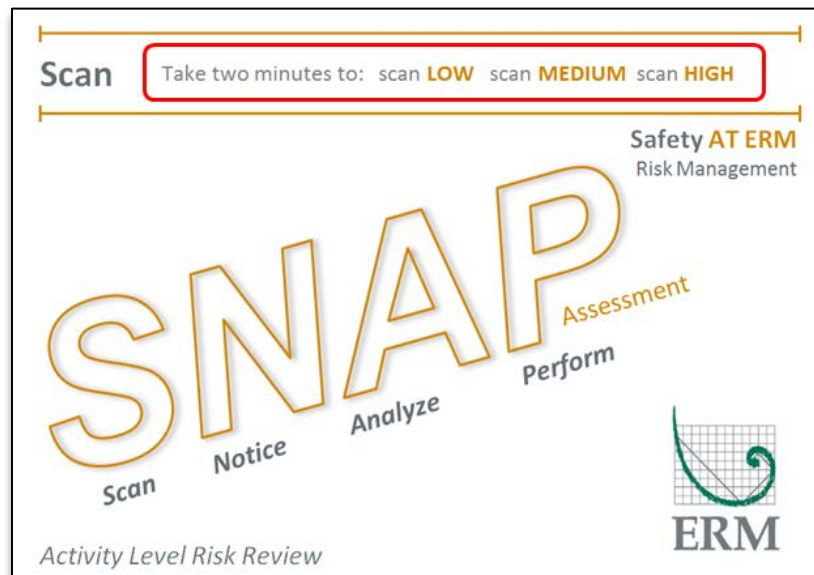 Scan Take two minutes to: scan LOW scan MEDIUM scan HIGH
Safety AT ERM
Risk Management
SNAP
Assessment
Scan Notice Analyze Perform
ERM
Activity Level Risk Review